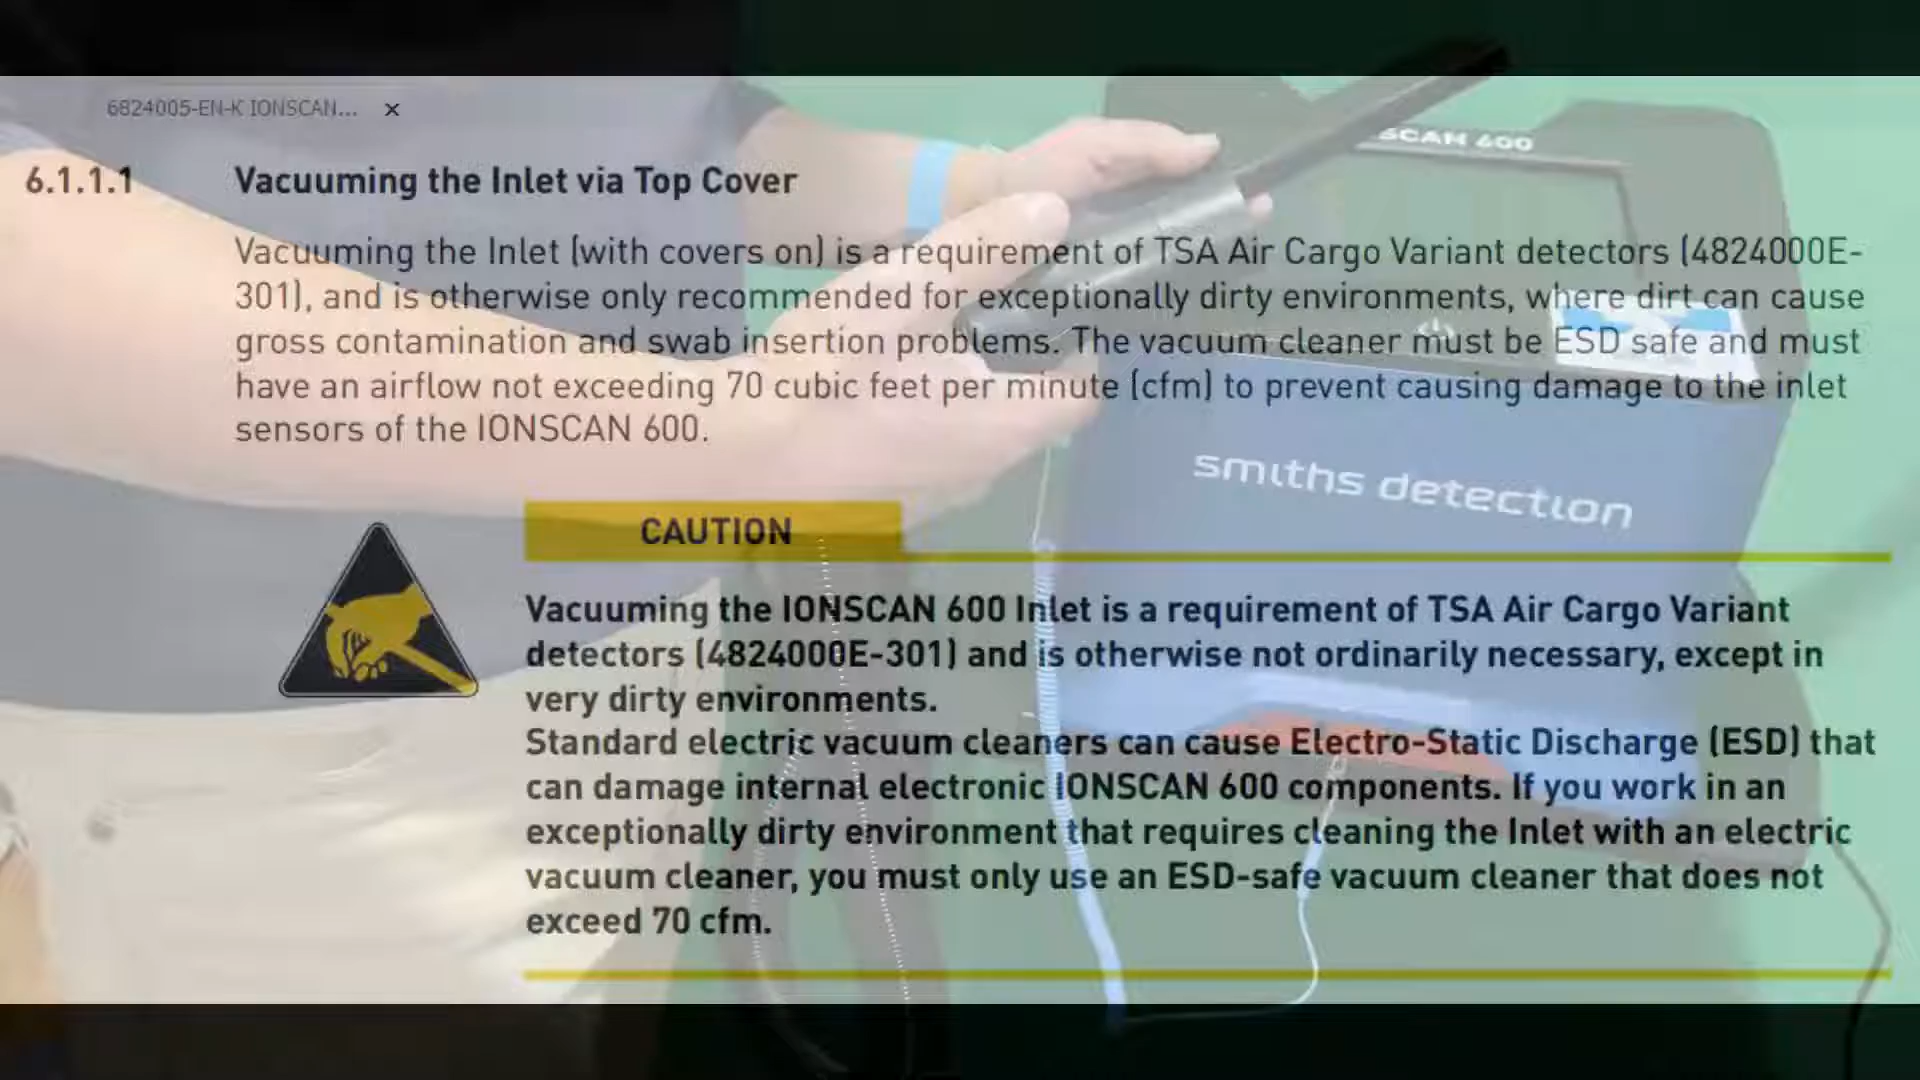 6824005-EN-K IONSCAN... ×
SCAN 600
6.1.1.1 Vacuuming the Inlet via Top Cover
Vacuuming the Inlet (with covers on) is a requirement of TSA Air Cargo Variant detectors (4824000E-
301), and is otherwise only recommended for exceptionally dirty environments, where dirt can cause
gross contamination and swab insertion problems. The vacuum cleaner must be ESD safe and must
have an airflow not exceeding 70 cubic feet per minute (cfm) to prevent causing damage to the inlet
sensors of the IONSCAN 600.
smiths detection
CAUTION
Vacuuming the IONSCAN 600 Inlet is a requirement of TSA Air Cargo Variant
detectors (4824000E-301) and is otherwise not ordinarily necessary, except in
very dirty environments.
Standard electric vacuum cleaners can cause Electro-Static Discharge (ESD) that
can damage internal electronic IONSCAN 600 components. If you work in an
exceptionally dirty environment that requires cleaning the Inlet with an electric
vacuum cleaner, you must only use an ESD-safe vacuum cleaner that does not
exceed 70 cfm.